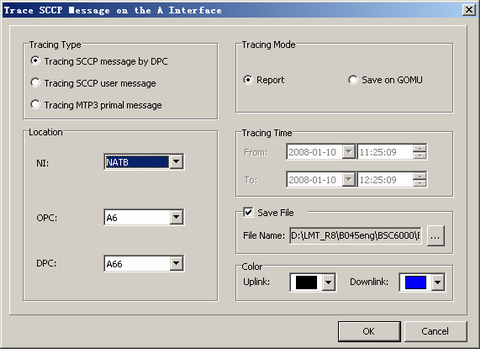 Trace SCCP Message on the A Interface
Tracing Type
Tracing SCCP message by DPC
Tracing SCCP user message
Tracing MTP3 primal message
Tracing Mode
Report
Save on GOMU
Location
NI: NATB
OPC: A6
DPC: A66
Tracing Time
From: 2008-01-10 11:25:09
To: 2008-01-10 12:25:09
Save File
File Name: D:\LMT_R8\B045eng\BSC6000\ ...
Color
Uplink: Downlink:
OK Cancel